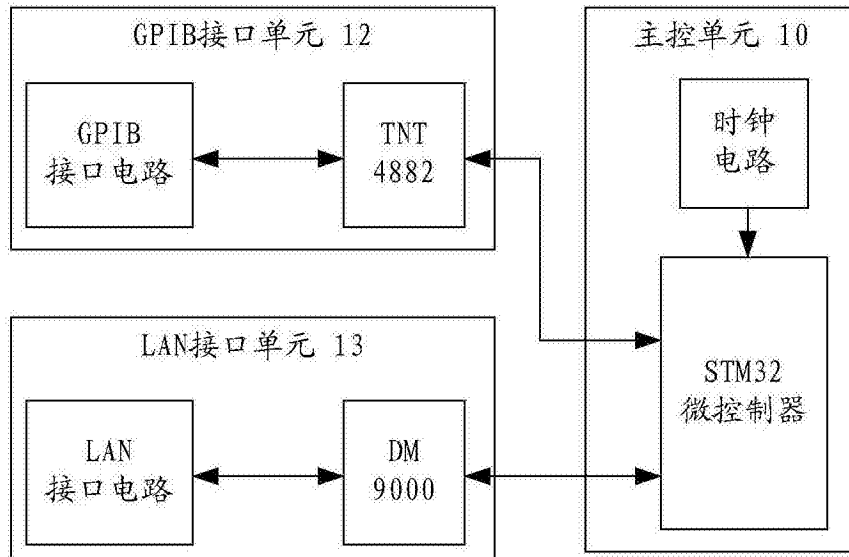 GPIB接口单元 12
GPIB
接口电路
TNT
4882
LAN接口单元 13
LAN
接口电路
DM
9000
主控单元 10
时钟
电路
STM32
微控制器